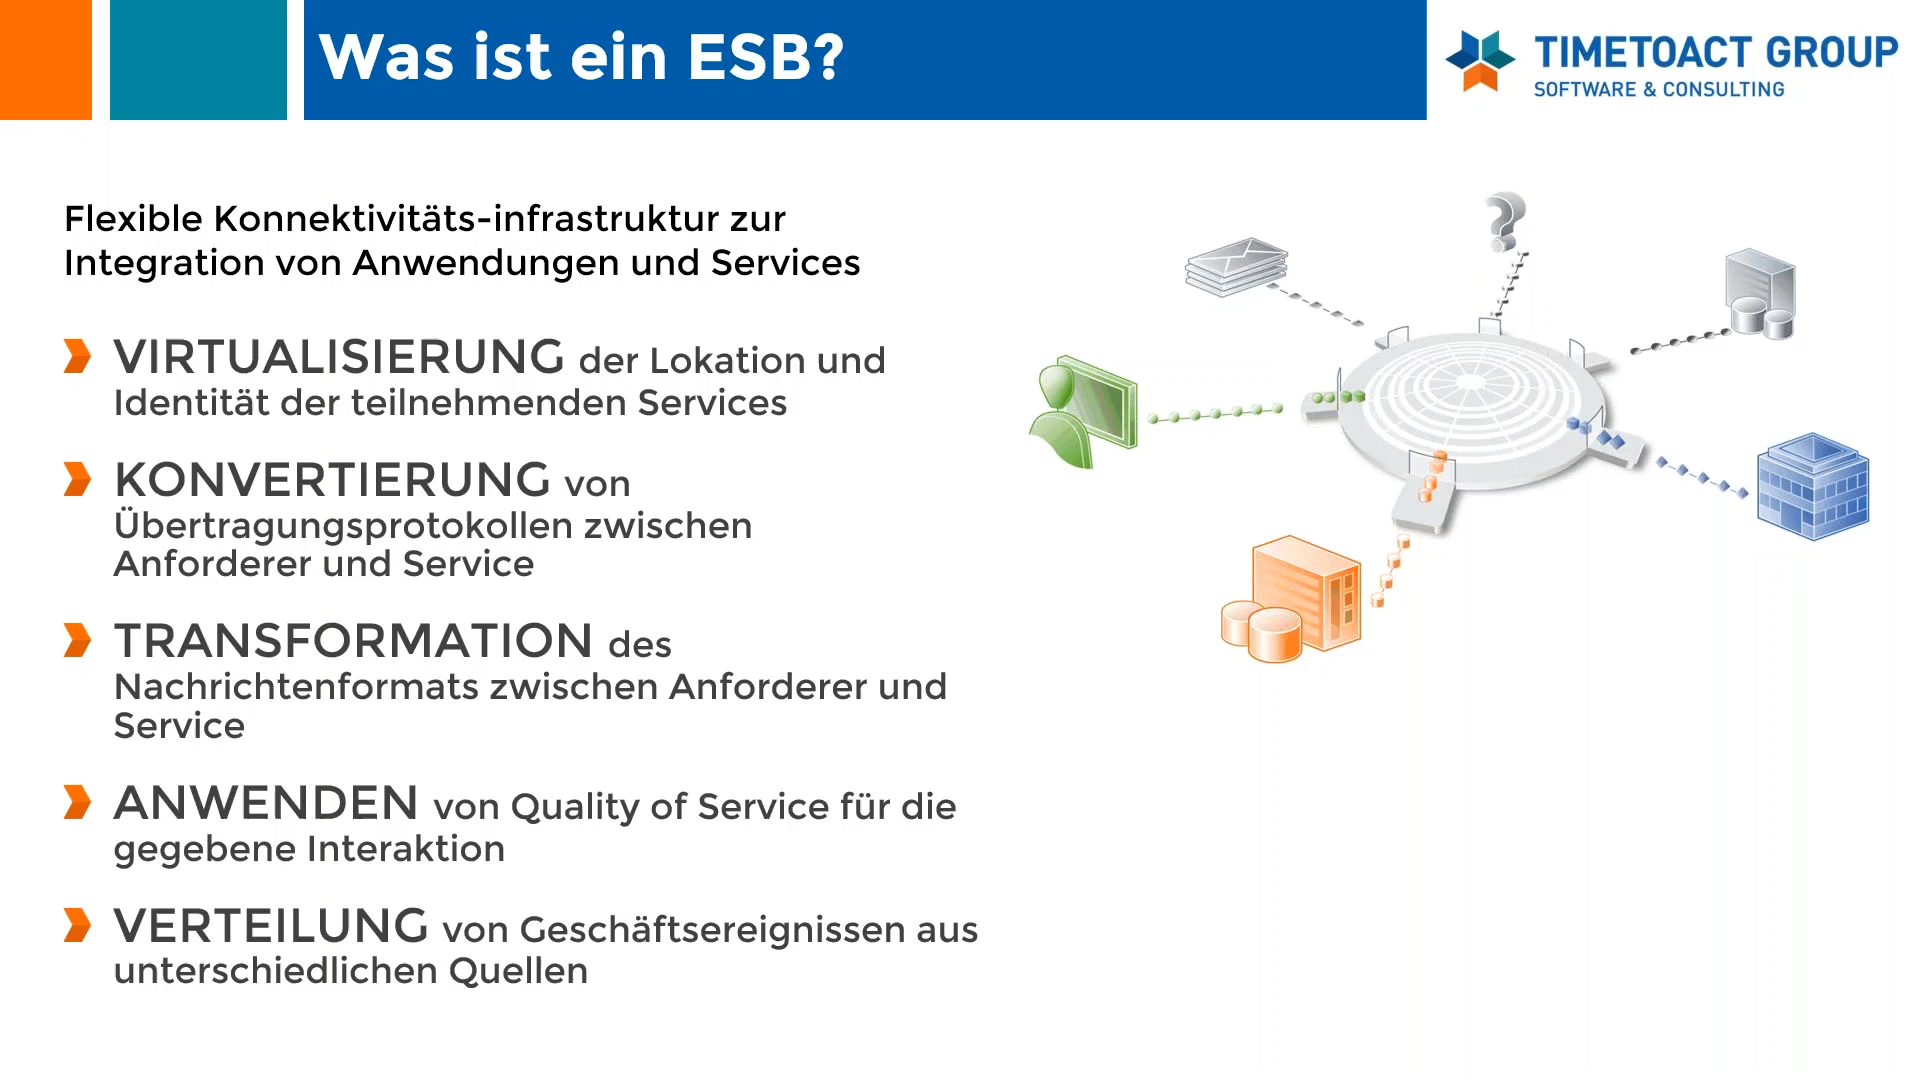 Was ist ein ESB?
TIMETOACT GROUP
SOFTWARE & CONSULTING
Flexible Konnektivitäts-infrastruktur zur
Integration von Anwendungen und Services
VIRTUALISIERUNG der Lokation und
Identität der teilnehmenden Services
KONVERTIERUNG von
Übertragungsprotokollen zwischen
Anforderer und Service
TRANSFORMATION des
Nachrichtenformats zwischen Anforderer und
Service
ANWENDEN von Quality of Service für die
gegebene Interaktion
VERTEILUNG von Geschäftsereignissen aus
unterschiedlichen Quellen
?